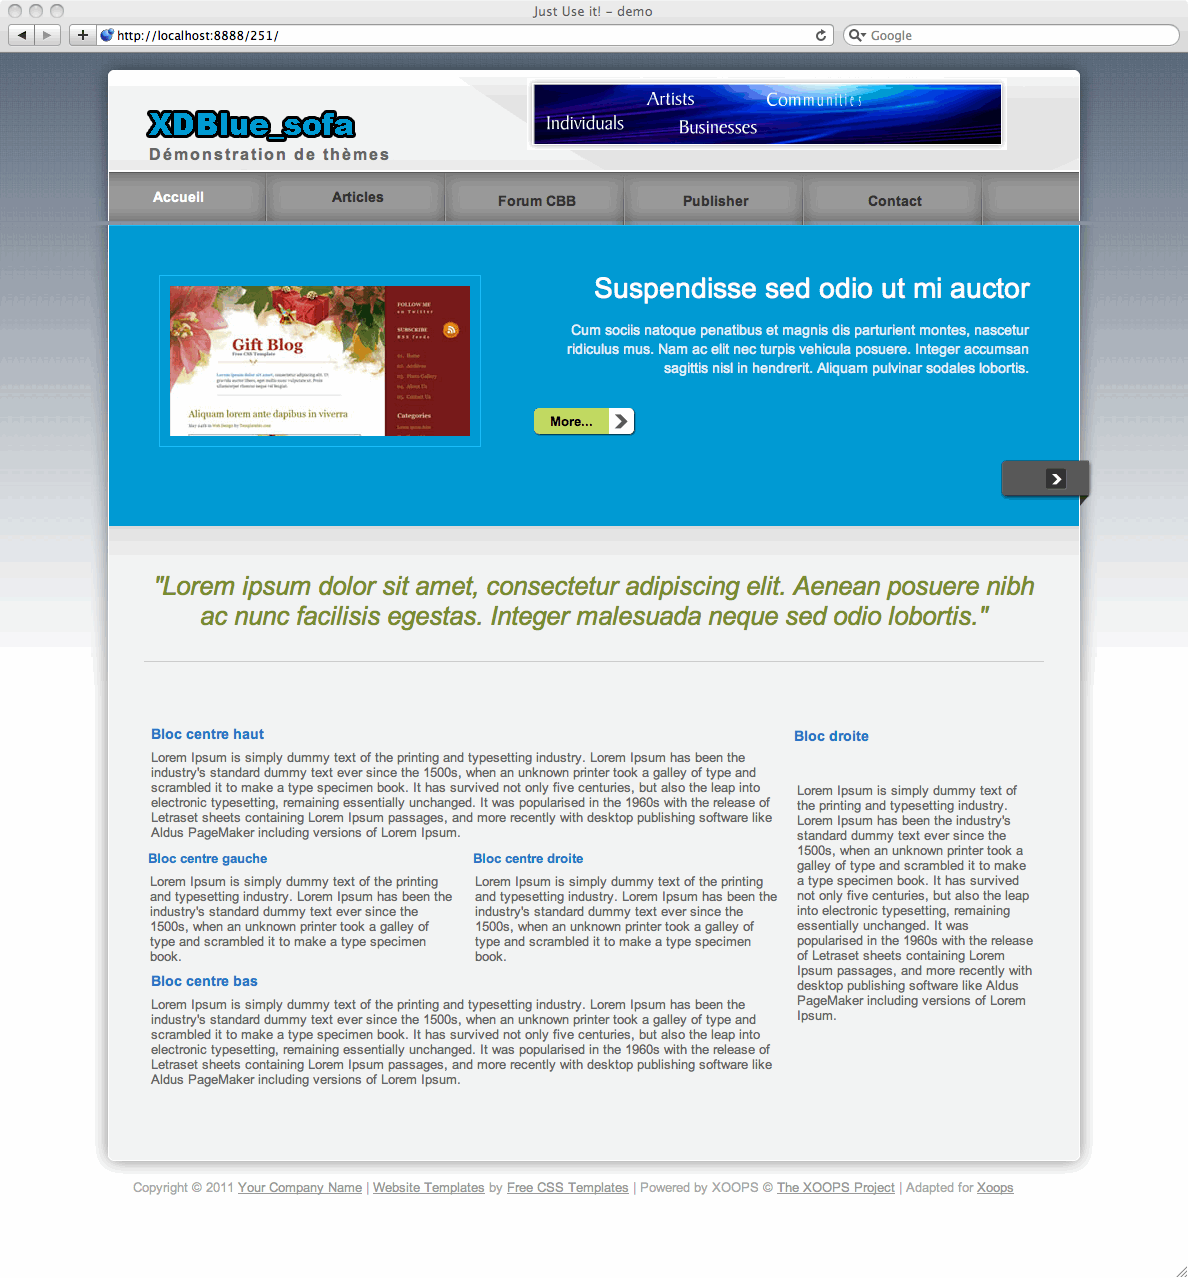 Just Use it! – demo
http://localhost:8888/251/
Google
XDBlue_sofa
Démonstration de thèmes
Artists
Communities
Individuals
Businesses
Accueil
Articles
Forum CBB
Publisher
Contact
Gift Blog
Free CSS Template
Aliquam lorem ante dapibus in viverra
FOLLOW ME
on Twitter
SUBSCRIBE
RSS feeds
01. Home
02. Archives
03. Photo Gallery
04. About Us
05. Contact Us
Categories
Suspendisse sed odio ut mi auctor
Cum sociis natoque penatibus et magnis dis parturient montes, nascetur
ridiculus mus. Nam ac elit nec turpis vehicula posuere. Integer accumsan
sagittis nisl in hendrerit. Aliquam pulvinar sodales lobortis.
More...
"Lorem ipsum dolor sit amet, consectetur adipiscing elit. Aenean posuere nibh
ac nunc facilisis egestas. Integer malesuada neque sed odio lobortis."
Bloc centre haut
Lorem Ipsum is simply dummy text of the printing and typesetting industry. Lorem Ipsum has been the
industry's standard dummy text ever since the 1500s, when an unknown printer took a galley of type and
scrambled it to make a type specimen book. It has survived not only five centuries, but also the leap into
electronic typesetting, remaining essentially unchanged. It was popularised in the 1960s with the release of
Letraset sheets containing Lorem Ipsum passages, and more recently with desktop publishing software like
Aldus PageMaker including versions of Lorem Ipsum.
Bloc centre gauche
Lorem Ipsum is simply dummy text of the printing
and typesetting industry. Lorem Ipsum has been the
industry's standard dummy text ever since the
1500s, when an unknown printer took a galley of
type and scrambled it to make a type specimen
book.
Bloc centre droite
Lorem Ipsum is simply dummy text of the printing
and typesetting industry. Lorem Ipsum has been the
industry's standard dummy text ever since the
1500s, when an unknown printer took a galley of
type and scrambled it to make a type specimen
book.
Bloc centre bas
Lorem Ipsum is simply dummy text of the printing and typesetting industry. Lorem Ipsum has been the
industry's standard dummy text ever since the 1500s, when an unknown printer took a galley of type and
scrambled it to make a type specimen book. It has survived not only five centuries, but also the leap into
electronic typesetting, remaining essentially unchanged. It was popularised in the 1960s with the release of
Letraset sheets containing Lorem Ipsum passages, and more recently with desktop publishing software like
Aldus PageMaker including versions of Lorem Ipsum.
Bloc droite
Lorem Ipsum is simply dummy text of
the printing and typesetting industry.
Lorem Ipsum has been the industry's
standard dummy text ever since the
1500s, when an unknown printer took a
galley of type and scrambled it to make
a type specimen book. It has survived
not only five centuries, but also the leap
into electronic typesetting, remaining
essentially unchanged. It was
popularised in the 1960s with the release
of Letraset sheets containing Lorem
Ipsum passages, and more recently with
desktop publishing software like Aldus
PageMaker including versions of Lorem
Ipsum.
Copyright © 2011 Your Company Name | Website Templates by Free CSS Templates | Powered by XOOPS © The XOOPS Project | Adapted for Xoops